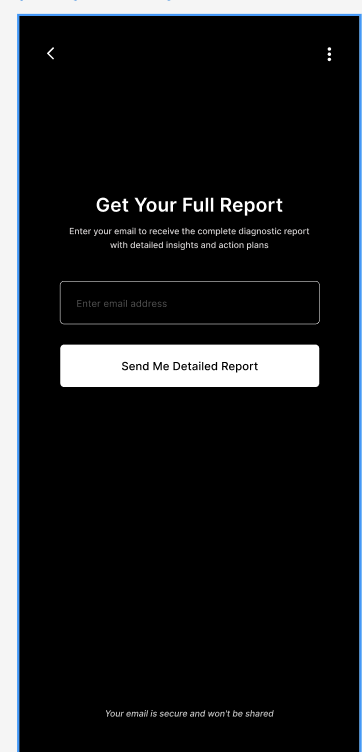 Get Your Full Report
Enter your email to receive the complete diagnostic report
with detailed insights and action plans
Enter email address
Send Me Detailed Report
Your email is secure and won't be shared